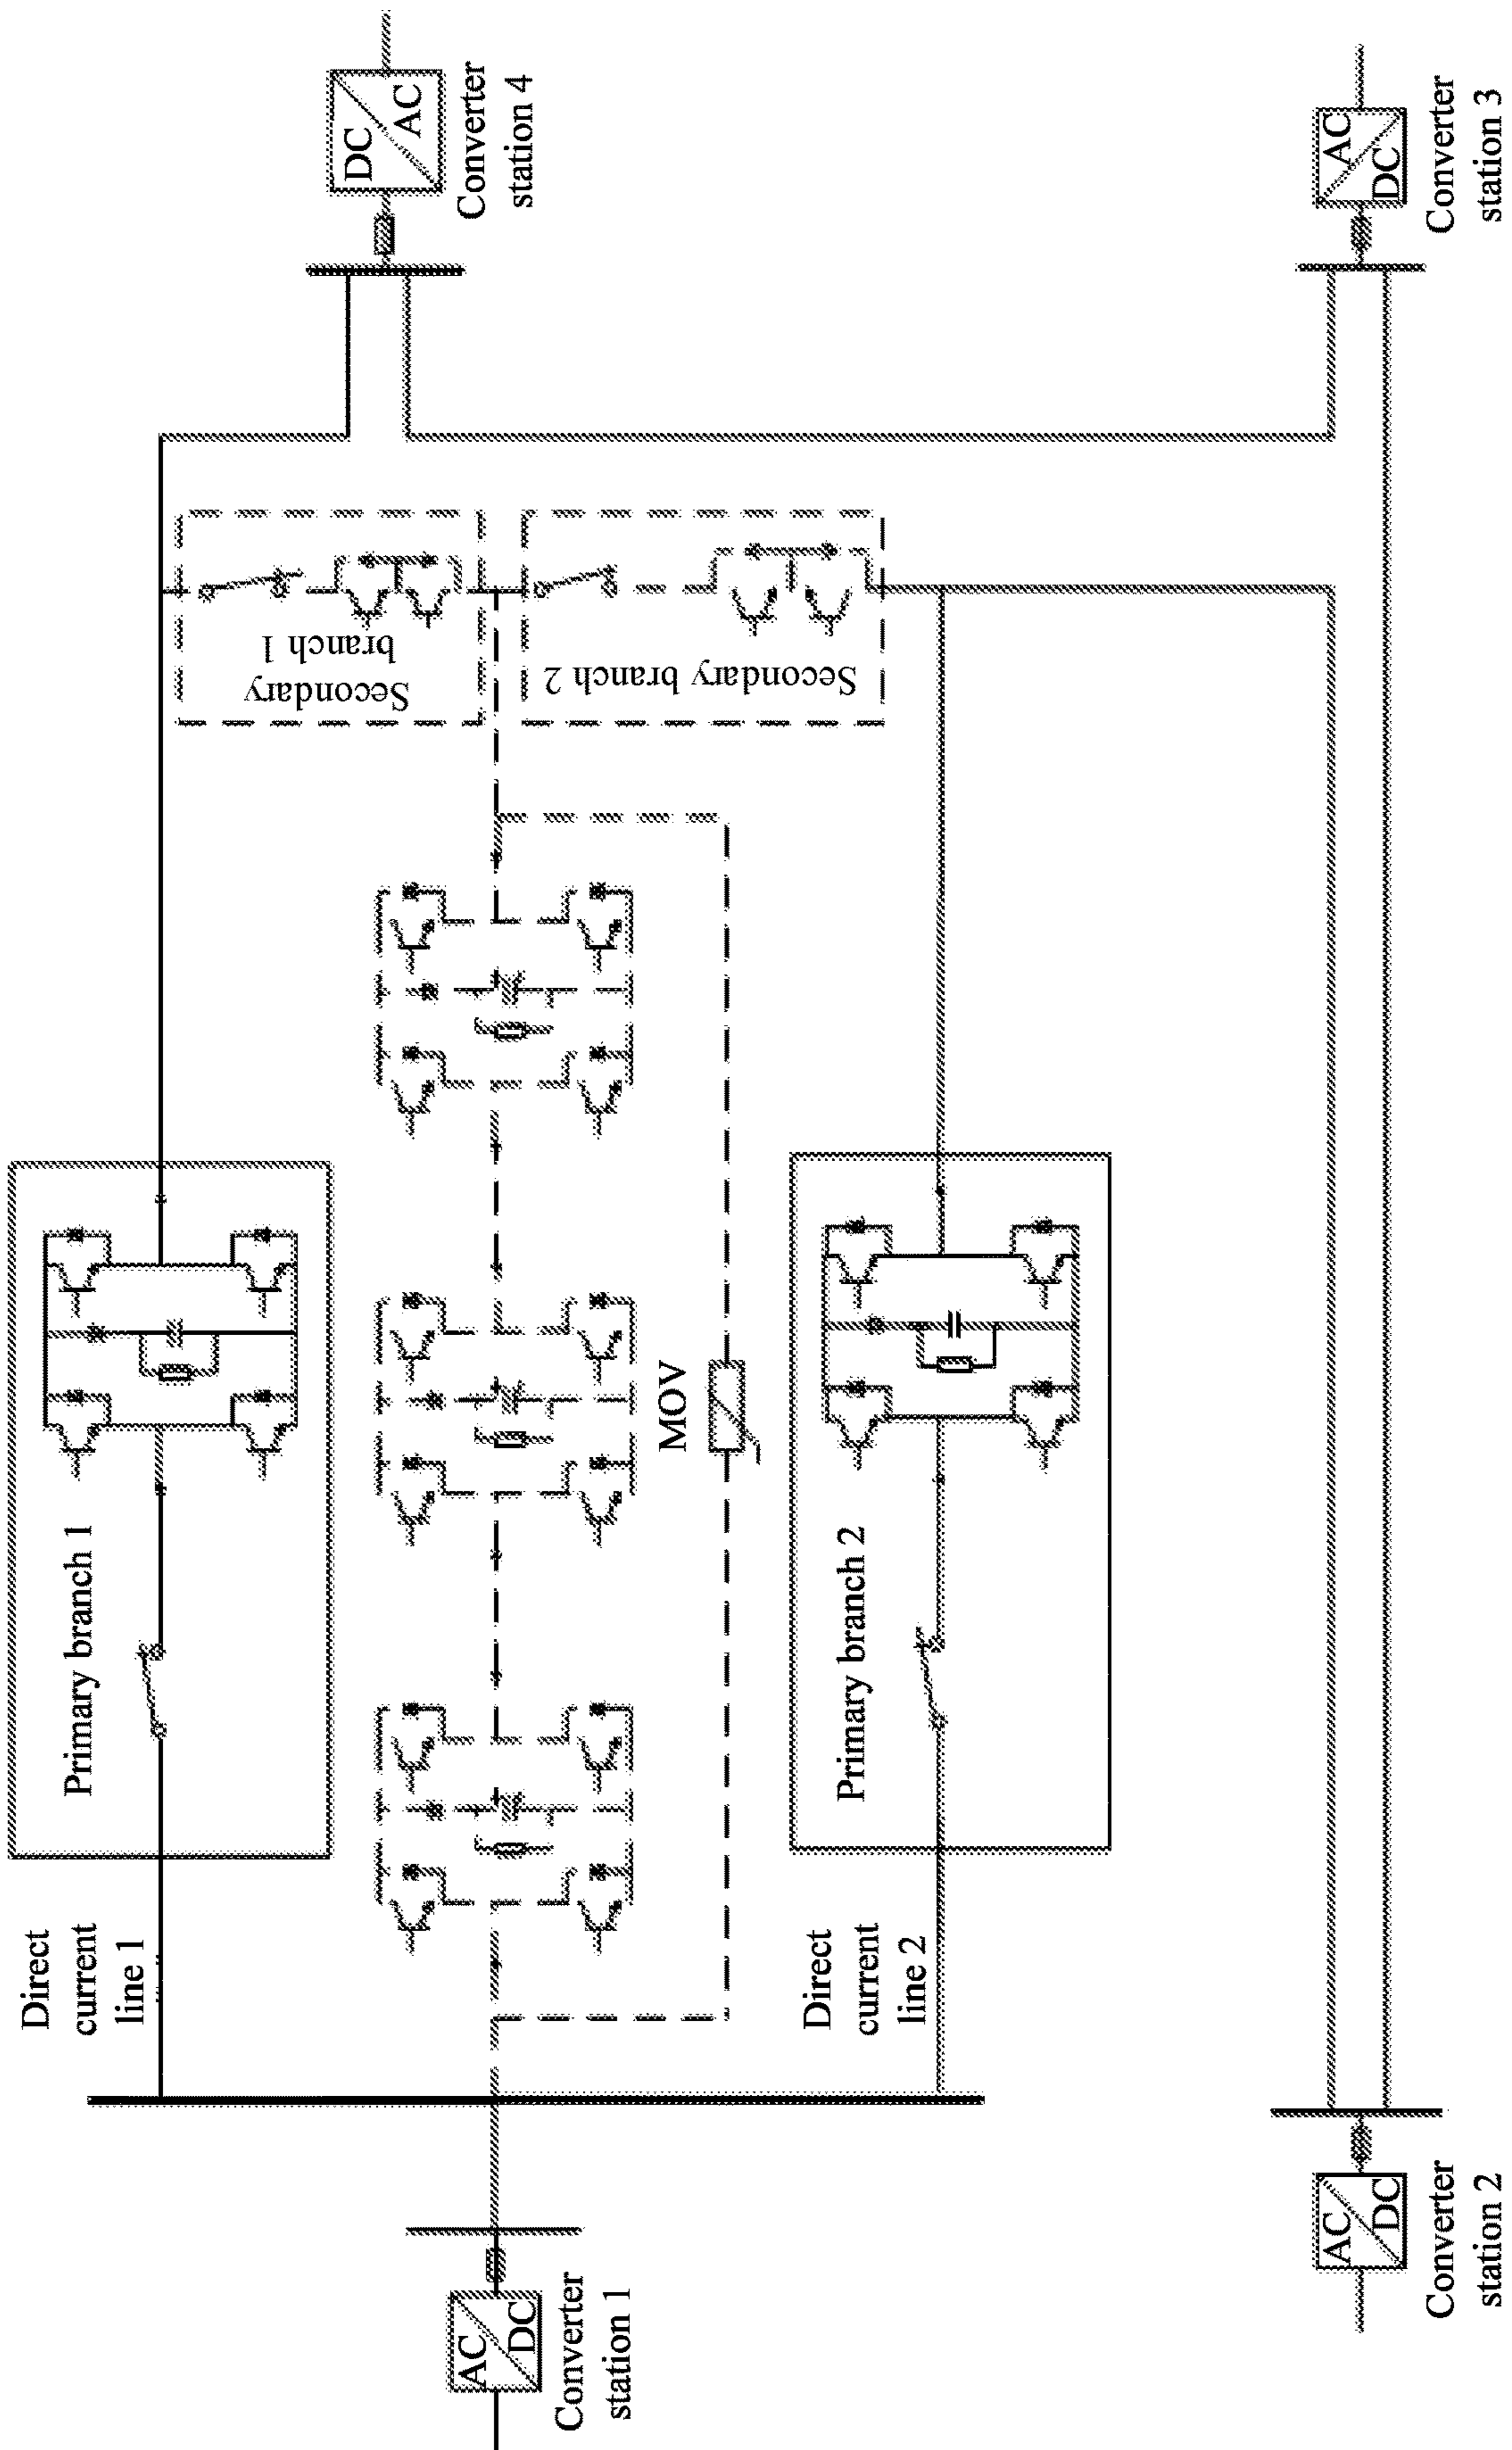 DC
AC
Converter
station 4
AC
DC
Converter
station 3
Secondary
branch 1
Secondary branch 2
Primary branch 1
MOV
Primary branch 2
Direct
current
line 1
Direct
current
line 2
AC
DC
Converter
station 1
AC
DC
Converter
station 2